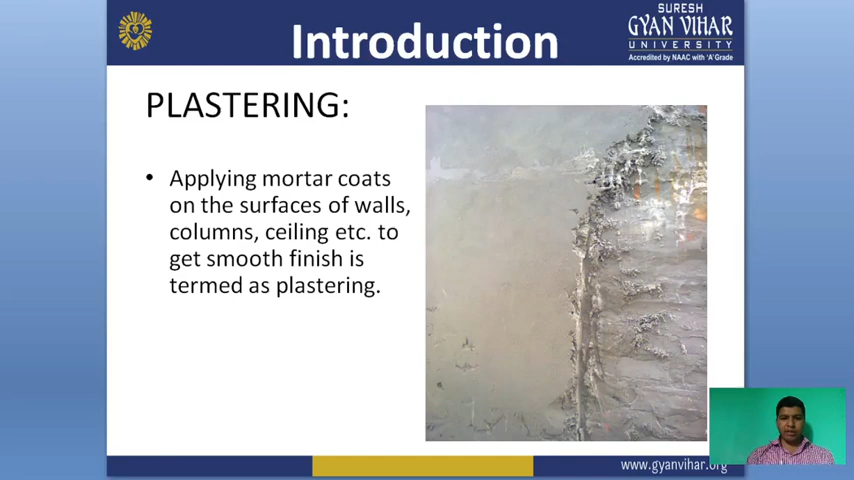 Introduction
SURESH
GYAN VIHAR
UNIVERSITY
Accredited by NAAC with 'A' Grade
PLASTERING:
• Applying mortar coats
on the surfaces of walls,
columns, ceiling etc. to
get smooth finish is
termed as plastering.
www.gyanvihar.org